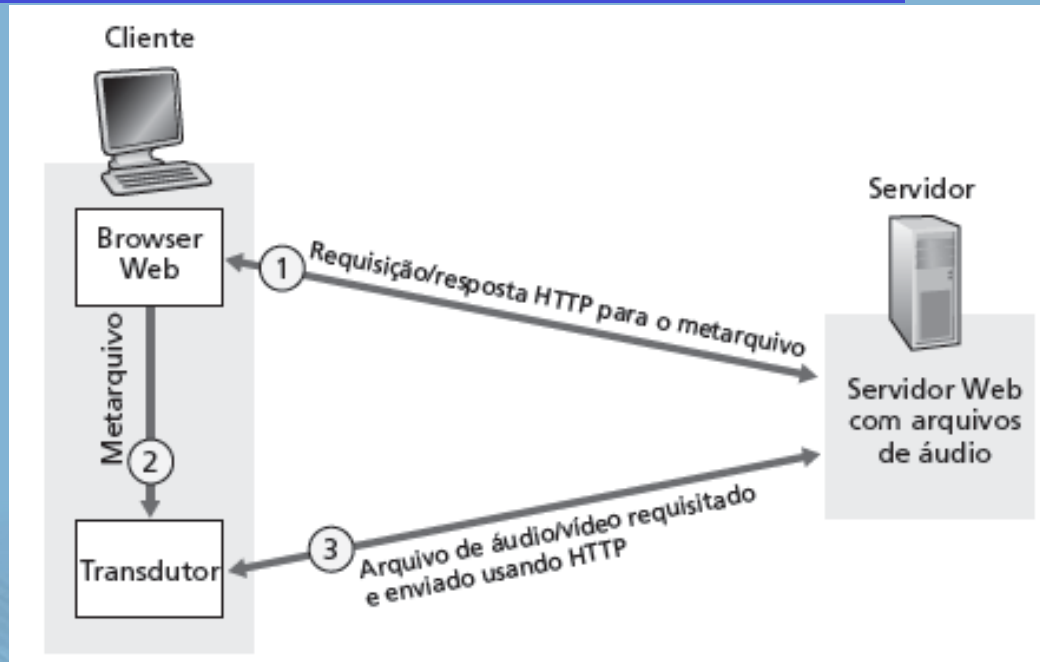 Cliente
Browser
Web
1
Requisição/resposta HTTP para o metarquivo
Servidor
Metarquivo
2
Servidor Web
com arquivos
de áudio
Transdutor
3
Arquivo de áudio/vídeo requisitado
e enviado usando HTTP